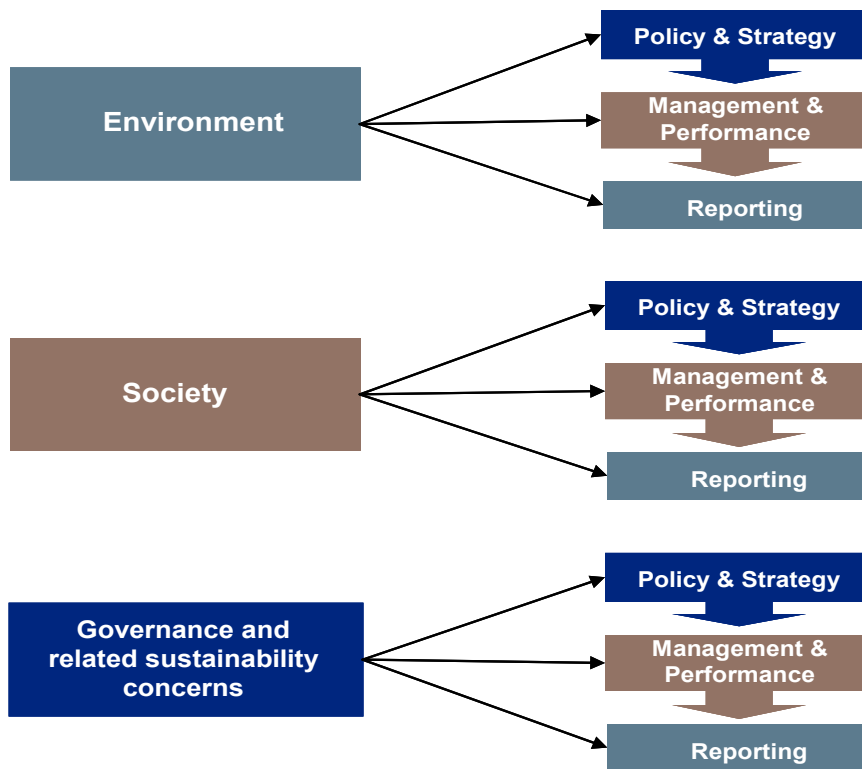 Policy & Strategy
Environment
Management &
Performance
Reporting
Policy & Strategy
Society
Management &
Performance
Reporting
Policy & Strategy
Governance and
related sustainability
concerns
Management &
Performance
Reporting